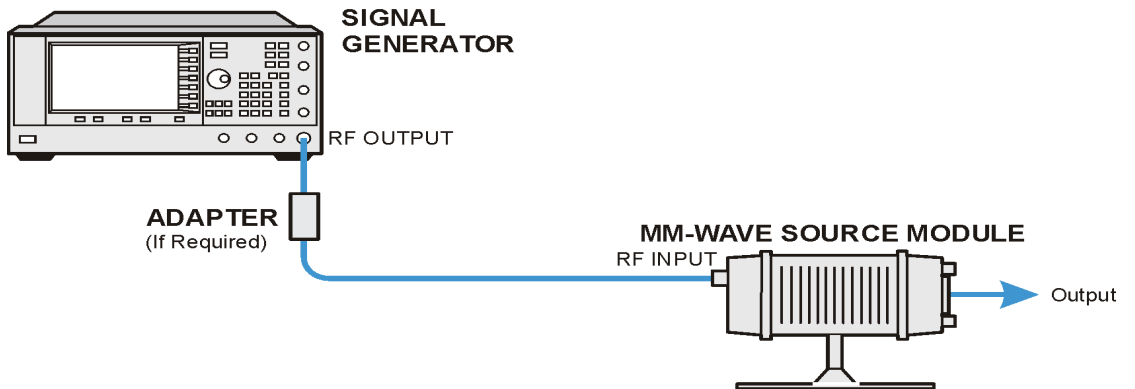 SIGNAL
GENERATOR
RF OUTPUT
ADAPTER
(If Required)
MM-WAVE SOURCE MODULE
RF INPUT
Output